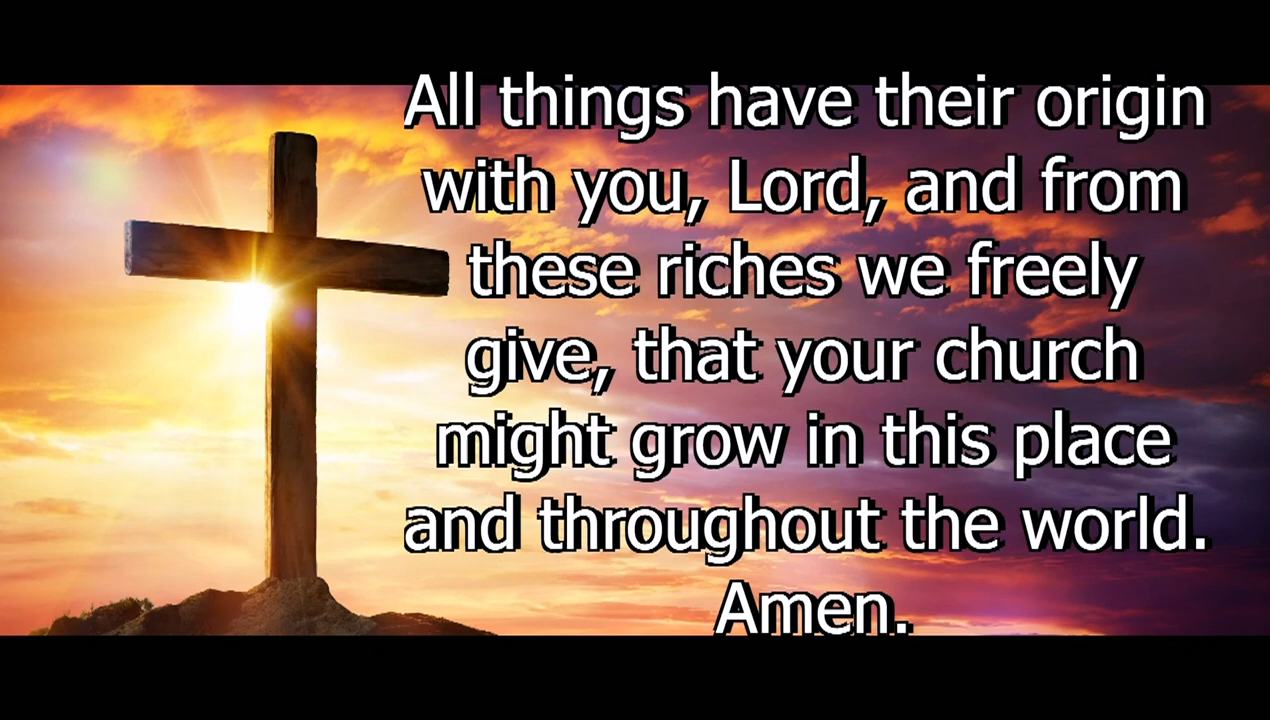 All things have their origin
with you, Lord, and from
these riches we freely
give, that your church
might grow in this place
and throughout the world.
Amen.